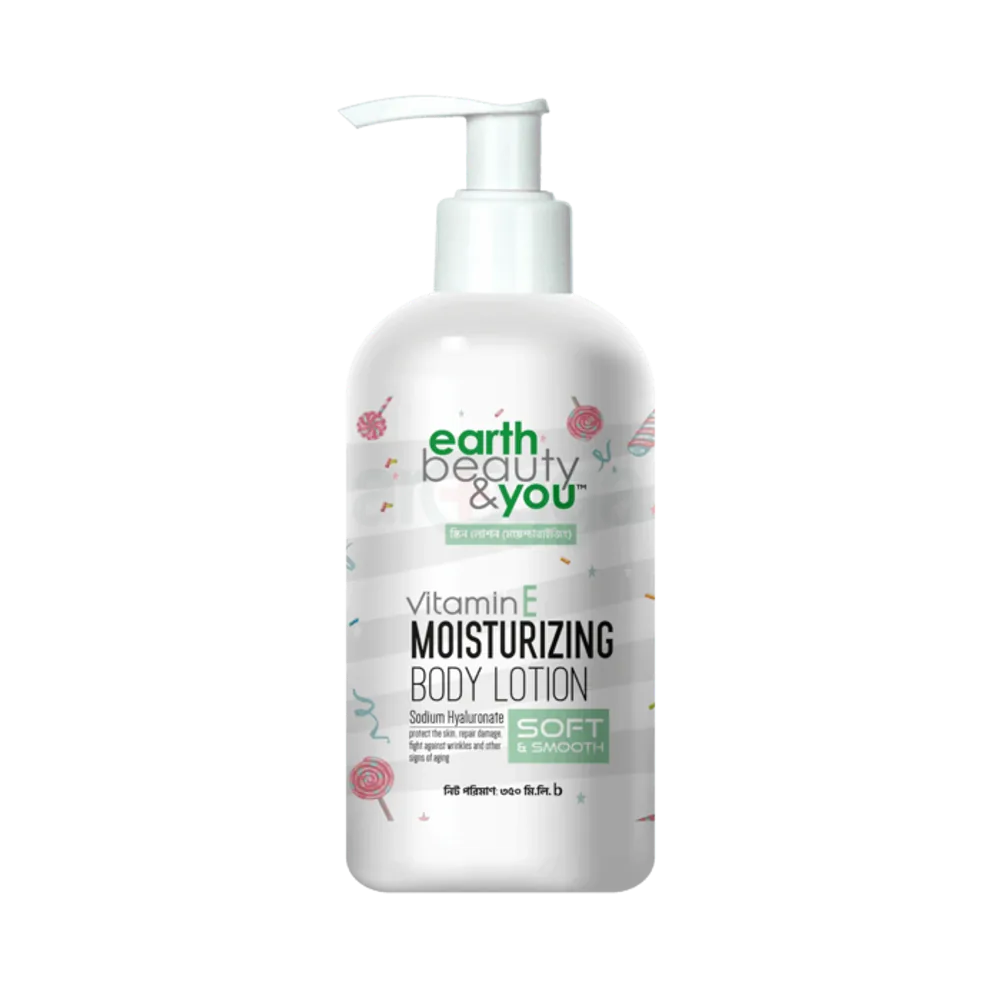 earth
beauty
&you™
স্কিন লোশন (ময়েশ্চারাইজিং)
vitamin E
MOISTURIZING
BODY LOTION
Sodium Hyaluronate
protect the skin, repair damage,
fight against wrinkles and other
signs of aging
SOFT
& SMOOTH
নিট পরিমাণ: ৩৫০ মি.লি. b